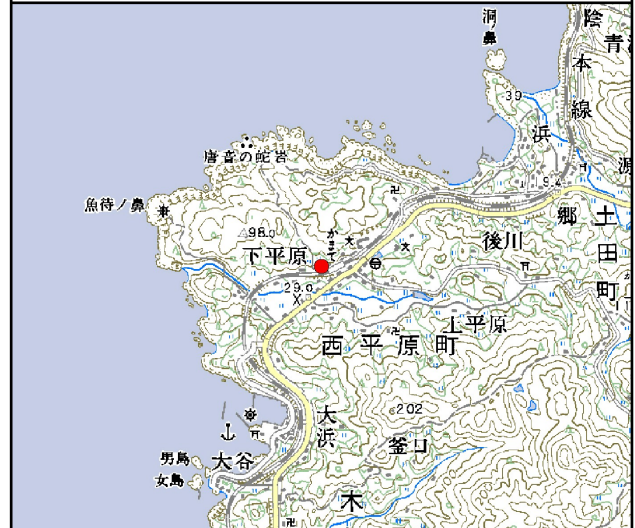 洞ノ鼻
陰
本
線
青
39
浜
唐音の蛇岩
魚待ノ鼻
9.4
郷
土
田
町
98.0
かまて
下平原
後川
29.0
上平原
西平原町
大浜
202
釜口
男島
女島
大谷
木